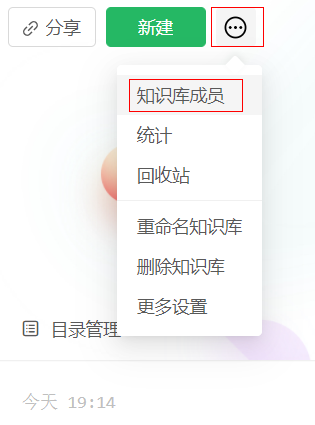 分享
新建
知识库成员
统计
回收站
重命名知识库
删除知识库
更多设置
目录管理
今天 19:14